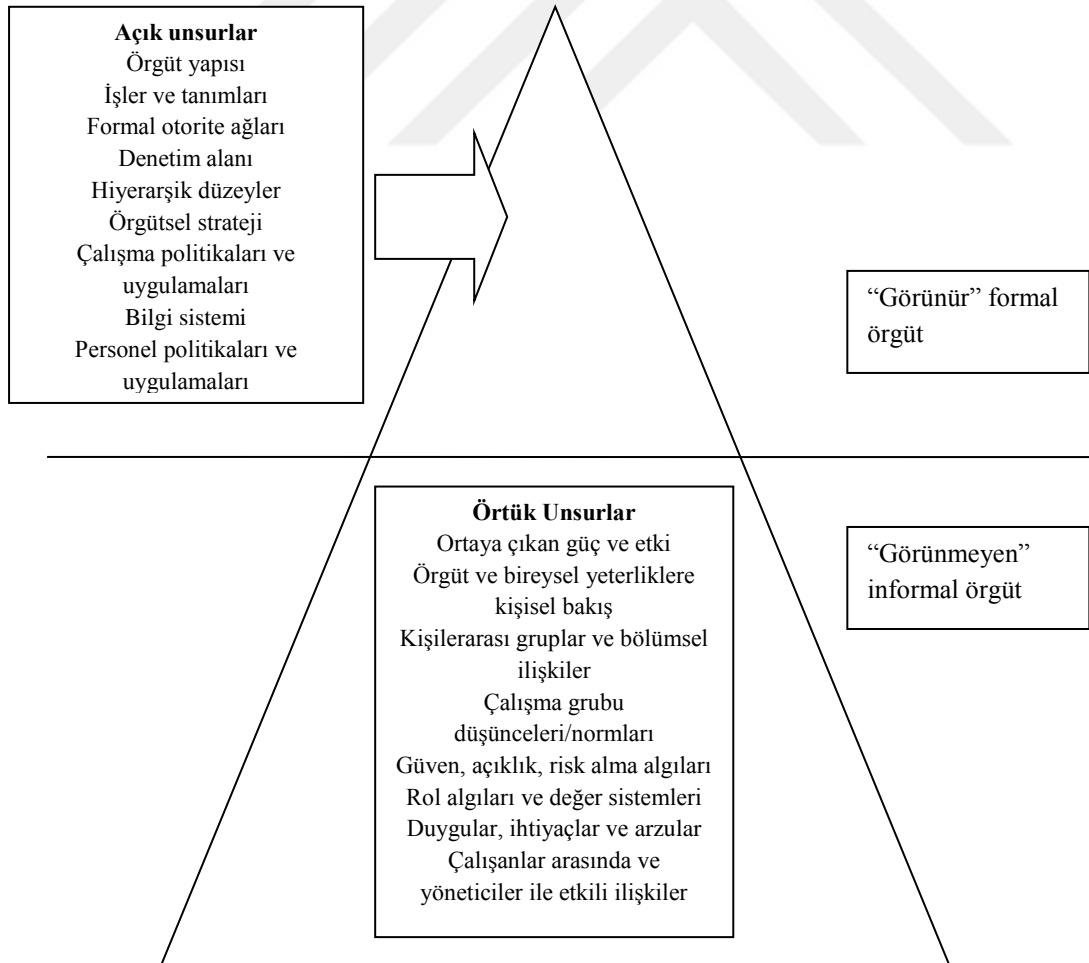 Açık unsurlar
Örgüt yapısı
İşler ve tanımları
Formal otorite ağları
Denetim alanı
Hiyerarşik düzeyler
Örgütsel strateji
Çalışma politikaları ve
uygulamaları
Bilgi sistemi
Personel politikaları ve
uygulamaları
“Görünür” formal
örgüt
Örtük Unsurlar
Ortaya çıkan güç ve etki
Örgüt ve bireysel yeterliklere
kişisel bakış
Kişilerarası gruplar ve bölümsel
ilişkiler
Çalışma grubu
düşünceleri/normları
Güven, açıklık, risk alma algıları
Rol algıları ve değer sistemleri
Duygular, ihtiyaçlar ve arzular
Çalışanlar arasında ve
yöneticiler ile etkili ilişkiler
“Görünmeyen”
informal örgüt